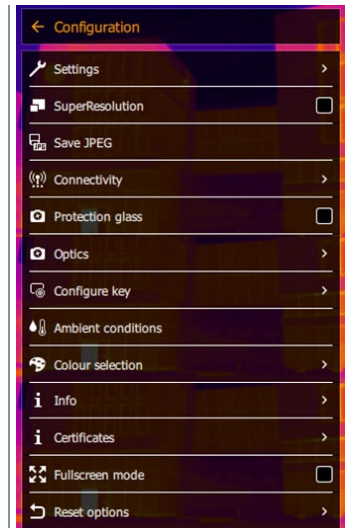 Configuration
Settings
SuperResolution
JPG
Save JPEG
Connectivity
Protection glass
Optics
Configure key
Ambient conditions
Colour selection
Info
Certificates
Fullscreen mode
Reset options